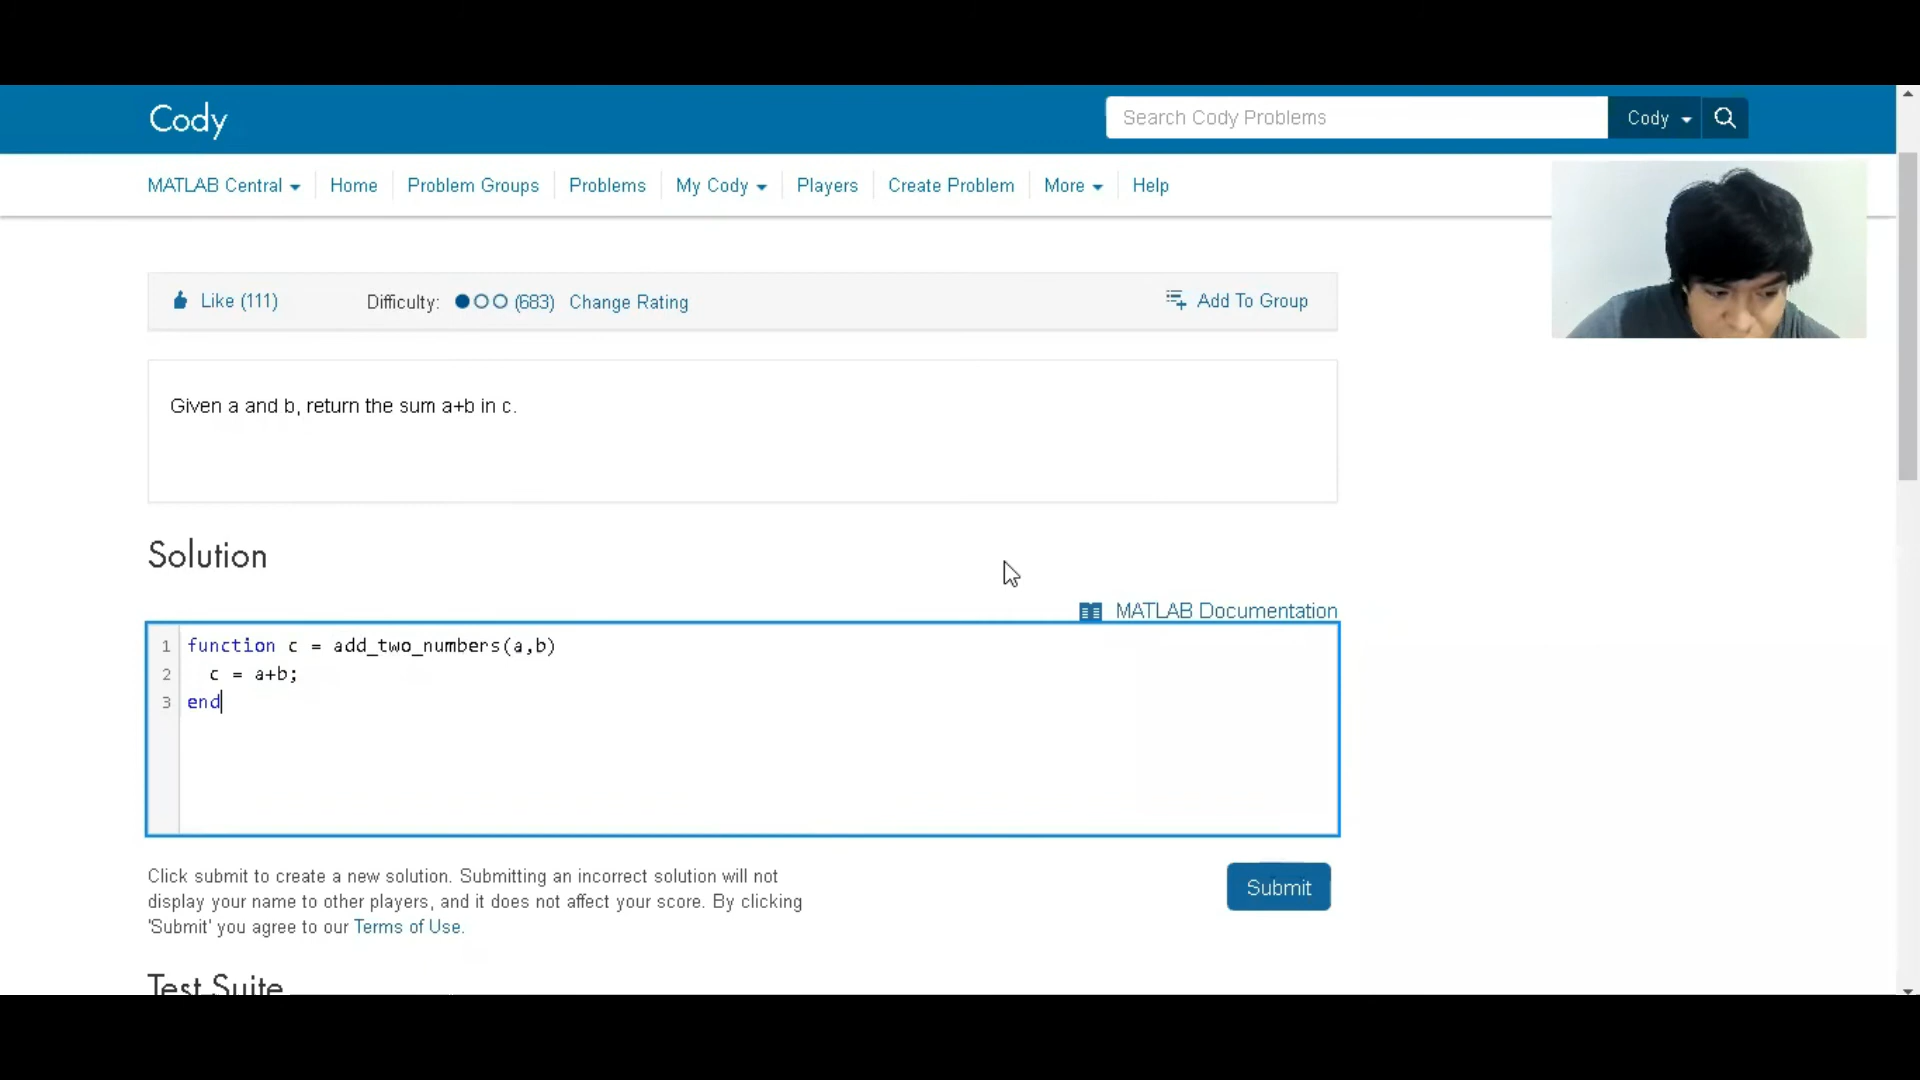 Cody
Search Cody Problems
Cody
MATLAB Central
Home
Problem Groups
Problems
My Cody
Players
Create Problem
More
Help
Like (111)
Difficulty:
(683)
Change Rating
Add To Group
Given a and b, return the sum a+b in c.
Solution
MATLAB Documentation
1 function c = add_two_numbers(a,b)
2 c = a+b;
3 end
Click submit to create a new solution. Submitting an incorrect solution will not
display your name to other players, and it does not affect your score. By clicking
'Submit' you agree to our Terms of Use.
Submit
Test Suite